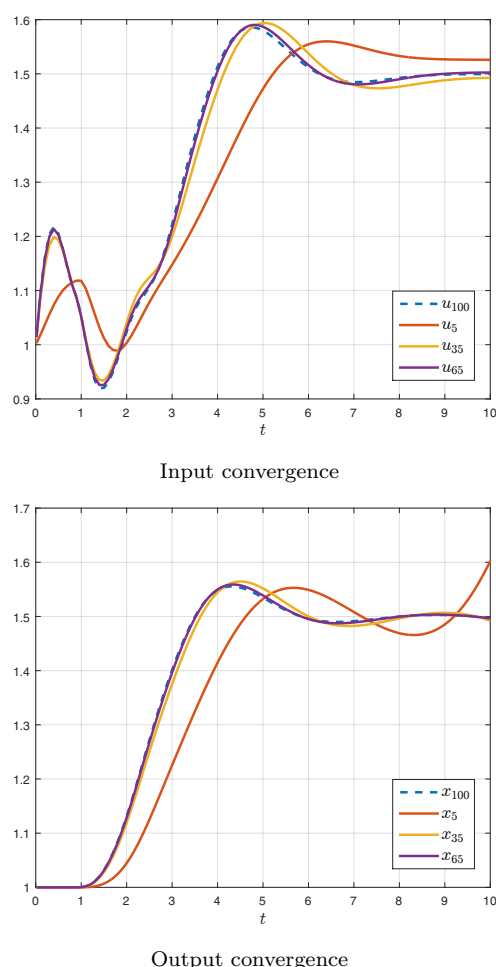 1.6
1.5
1.4
1.3
1.2
1.1
1
0.9
0 1 2 3 4 5 6 7 8 9 10
t
u100
u5
u35
u65
Input convergence
1.7
1.6
1.5
1.4
1.3
1.2
1.1
1
0 1 2 3 4 5 6 7 8 9 10
t
x100
x5
x35
x65
Output convergence